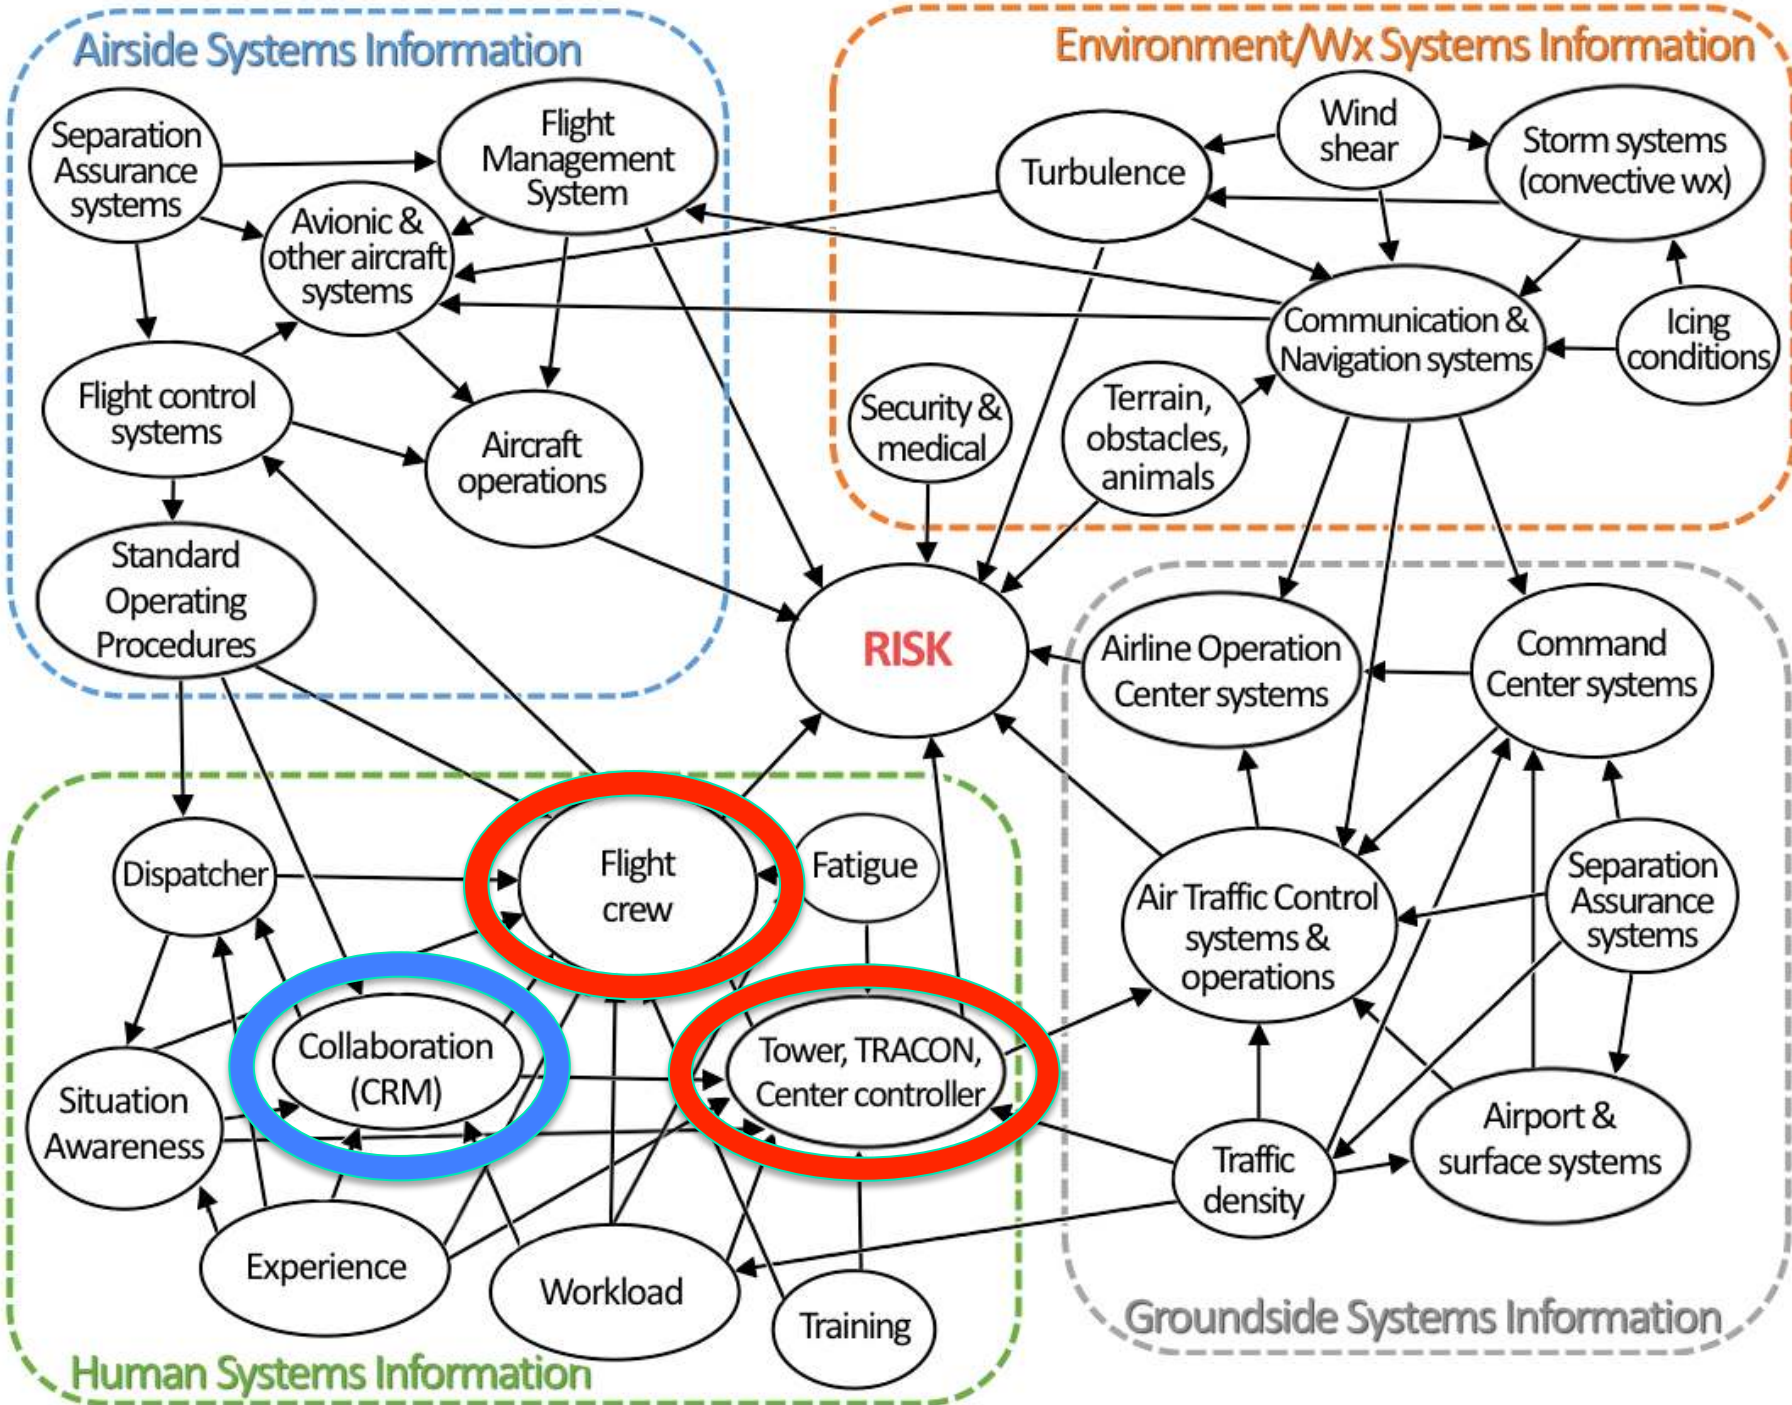 Airside Systems Information
Separation
Assurance
systems
Flight
Management
System
Avionic &
other aircraft
systems
Flight control
systems
Aircraft
operations
Standard
Operating
Procedures
Environment/Wx Systems Information
Wind
shear
Turbulence
Storm systems
(convective wx)
Communication &
Navigation systems
Icing
conditions
Security &
medical
Terrain,
obstacles,
animals
RISK
Airline Operation
Center systems
Command
Center systems
Air Traffic Control
systems &
operations
Separation
Assurance
systems
Traffic
density
Airport &
surface systems
Groundside Systems Information
Dispatcher
Flight
crew
Fatigue
Collaboration
(CRM)
Tower, TRACON,
Center controller
Situation
Awareness
Experience
Workload
Training
Human Systems Information